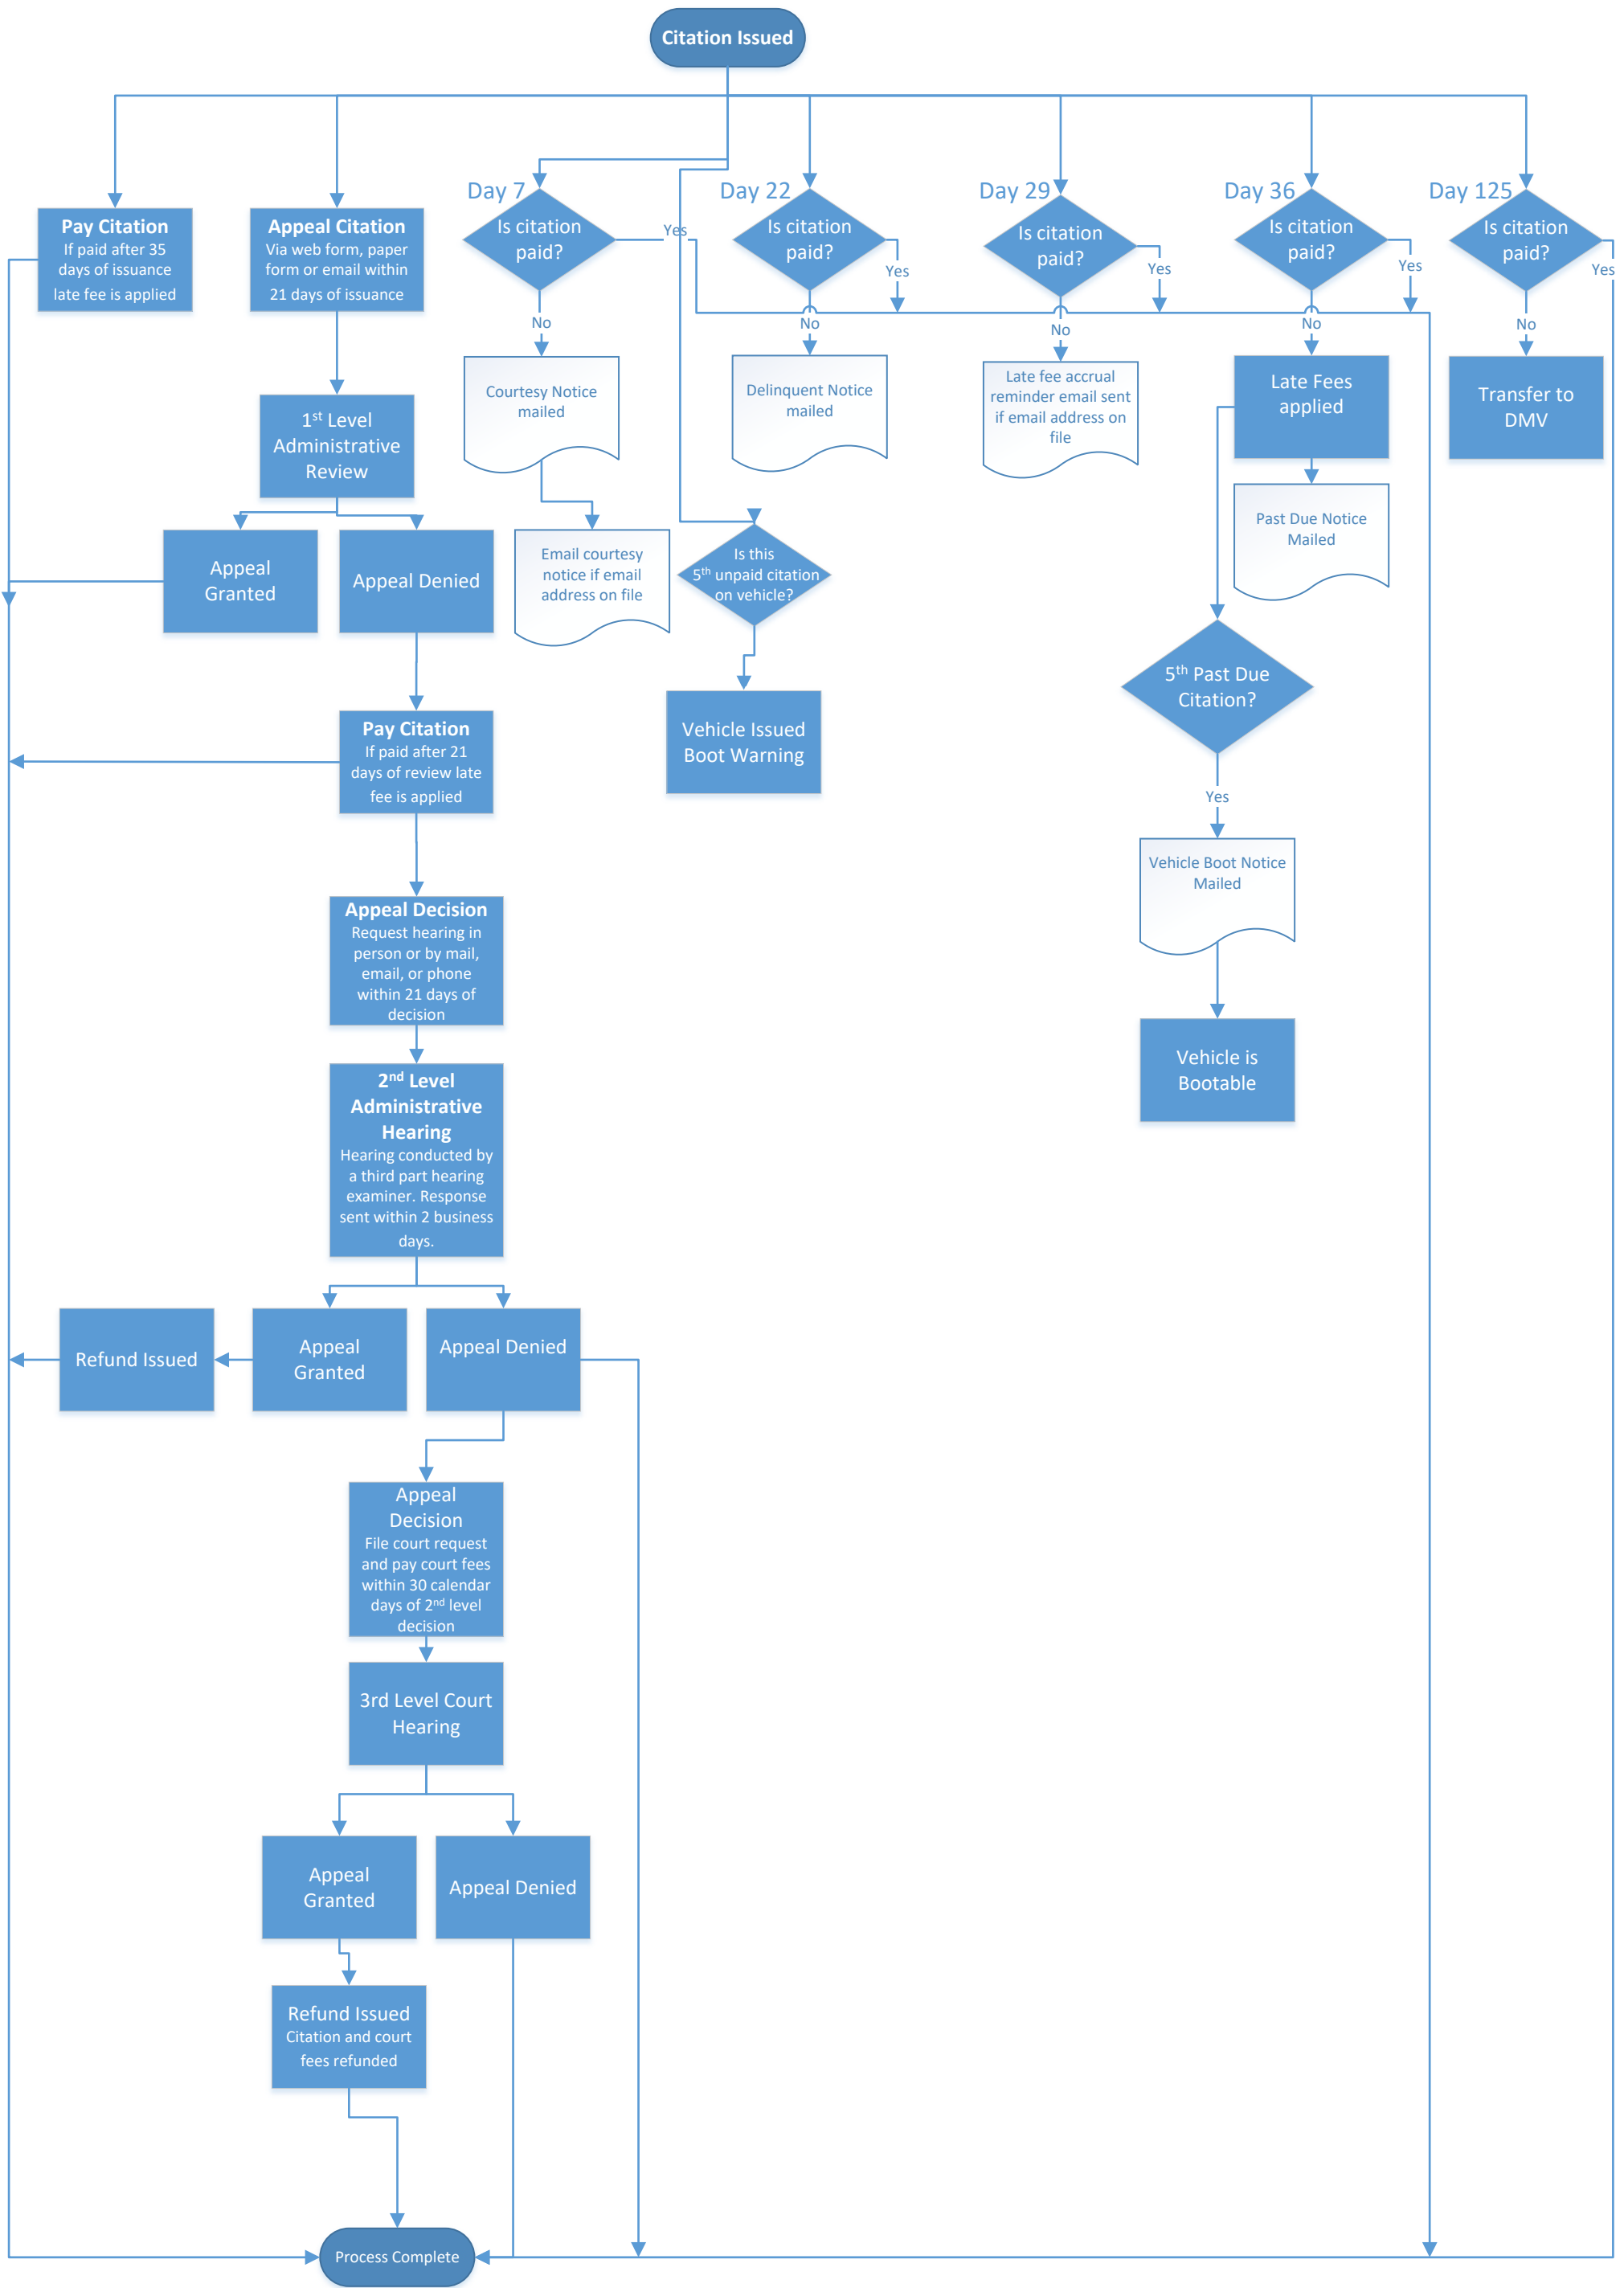 Citation Issued
Pay Citation
If paid after 35
days of issuance
late fee is applied
Appeal Citation
Via web form, paper
form or email within
21 days of issuance
Day 7
Is citation
paid?
Yes
No
Day 22
Is citation
paid?
Yes
No
Day 29
Is citation
paid?
Yes
No
Day 36
Is citation
paid?
Yes
No
Day 125
Is citation
paid?
Yes
No
Courtesy Notice
mailed
Delinquent Notice
mailed
Late fee accrual
reminder email sent
if email address on
file
Late Fees
applied
Transfer to
DMV
1st Level
Administrative
Review
Past Due Notice
Mailed
Appeal
Granted
Appeal Denied
Email courtesy
notice if email
address on file
Is this
5th unpaid citation
on vehicle?
5th Past Due
Citation?
Yes
Pay Citation
If paid after 21
days of review late
fee is applied
Vehicle Issued
Boot Warning
Vehicle Boot Notice
Mailed
Appeal Decision
Request hearing in
person or by mail,
email, or phone
within 21 days of
decision
Vehicle is
Bootable
2nd Level
Administrative
Hearing
Hearing conducted by
a third part hearing
examiner. Response
sent within 2 business
days.
Refund Issued
Appeal
Granted
Appeal Denied
Appeal
Decision
File court request
and pay court fees
within 30 calendar
days of 2nd level
decision
3rd Level Court
Hearing
Appeal
Granted
Appeal Denied
Refund Issued
Citation and court
fees refunded
Process Complete